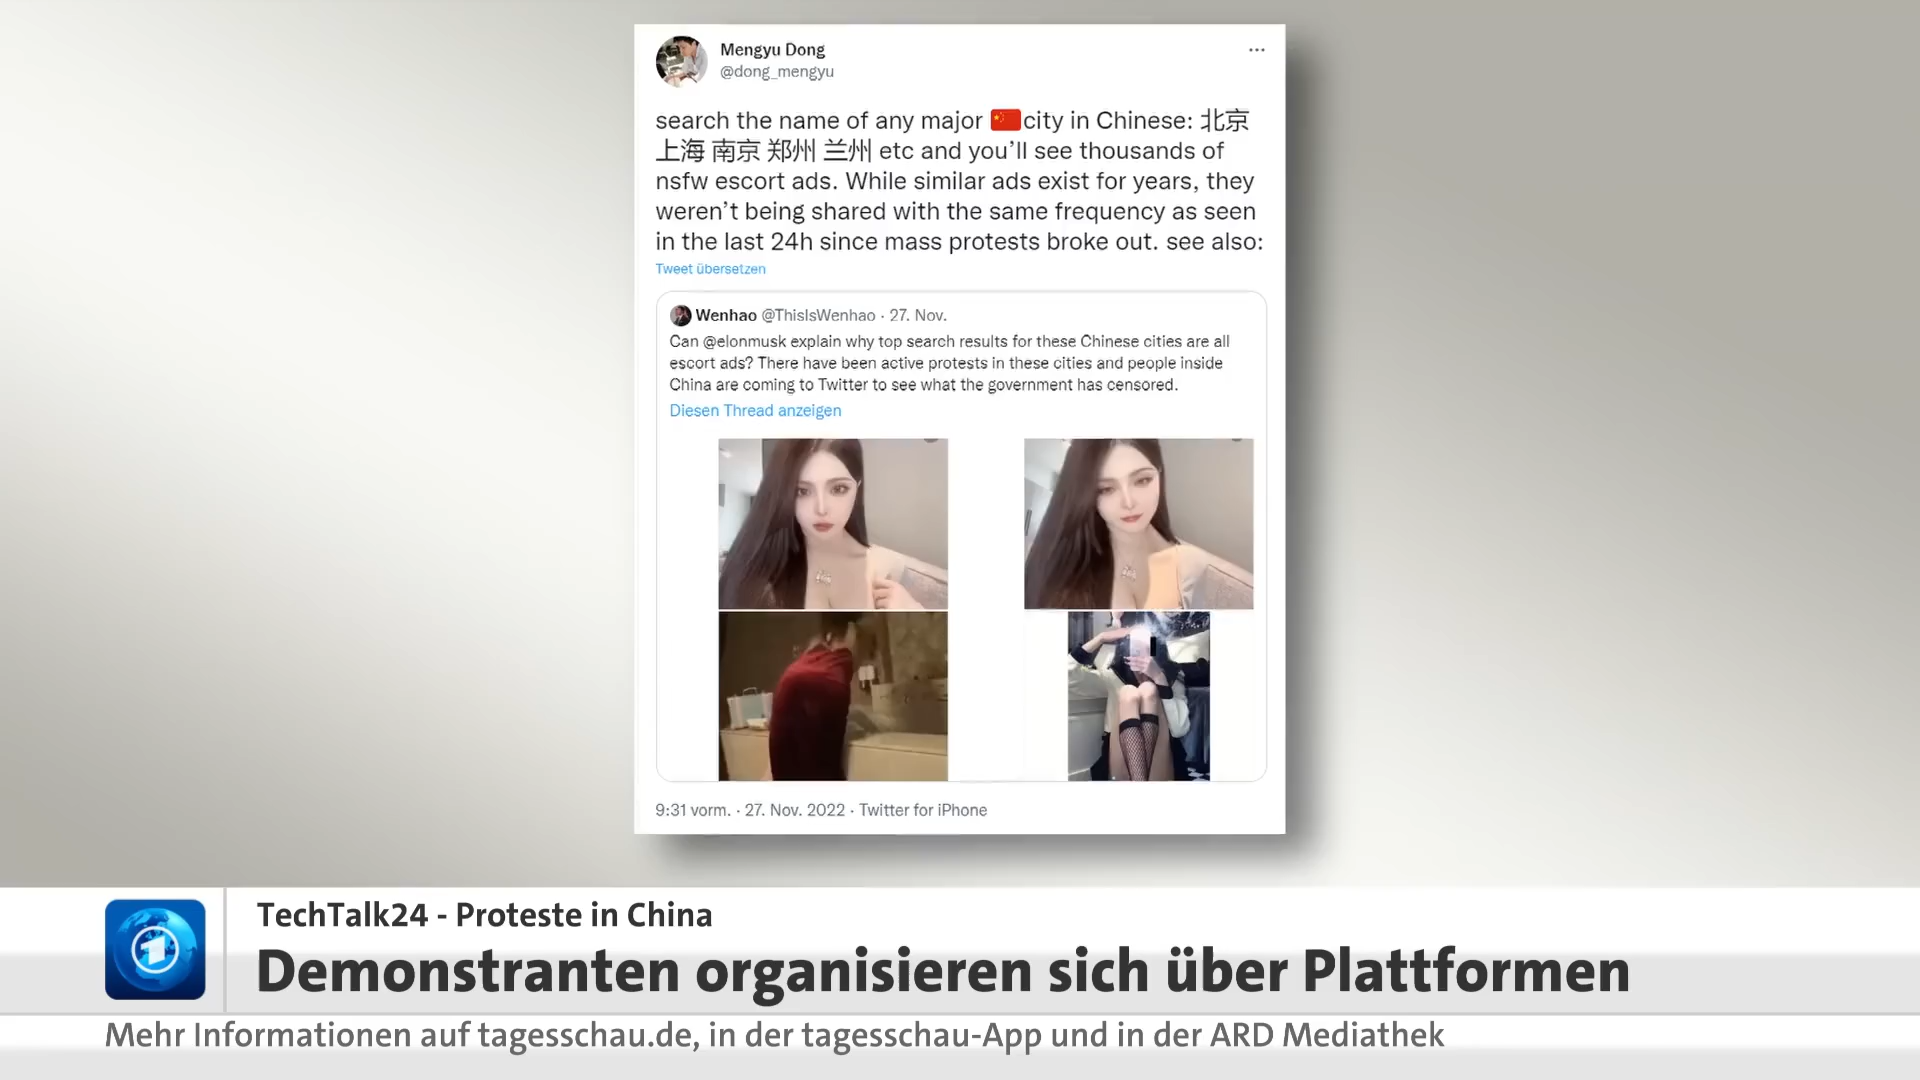 Mengyu Dong
@dong_mengyu
search the name of any major 🇨🇳city in Chinese: 北京
上海 南京 郑州 兰州 etc and you’ll see thousands of
nsfw escort ads. While similar ads exist for years, they
weren’t being shared with the same frequency as seen
in the last 24h since mass protests broke out. see also:
Tweet übersetzen
Wenhao @ThisIsWenhao · 27. Nov.
Can @elonmusk explain why top search results for these Chinese cities are all
escort ads? There have been active protests in these cities and people inside
China are coming to Twitter to see what the government has censored.
Diesen Thread anzeigen
9:31 vorm. · 27. Nov. 2022 · Twitter for iPhone
TechTalk24 - Proteste in China
Demonstranten organisieren sich über Plattformen
Mehr Informationen auf tagesschau.de, in der tagesschau-App und in der ARD Mediathek